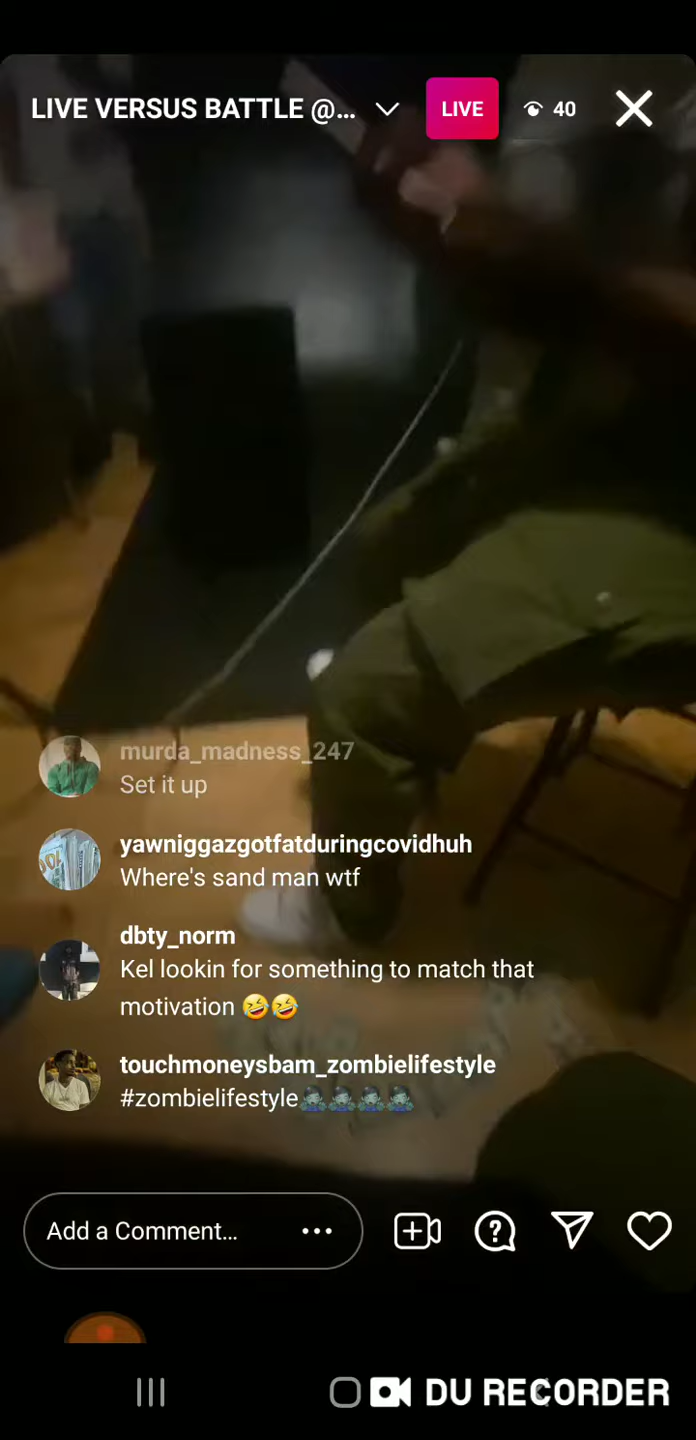 LIVE VERSUS BATTLE @...
LIVE
40
murda_madness_247
Set it up
yawniggazgotfatduringcovidhuh
Where's sand man wtf
dbty_norm
Kel lookin for something to match that
motivation 🤣🤣
touchmoneysbam_zombielifestyle
#zombielifestyle🧟‍♂️🧟‍♂️🧟‍♂️🧟‍♂️
Add a Comment...
DU RECORDER